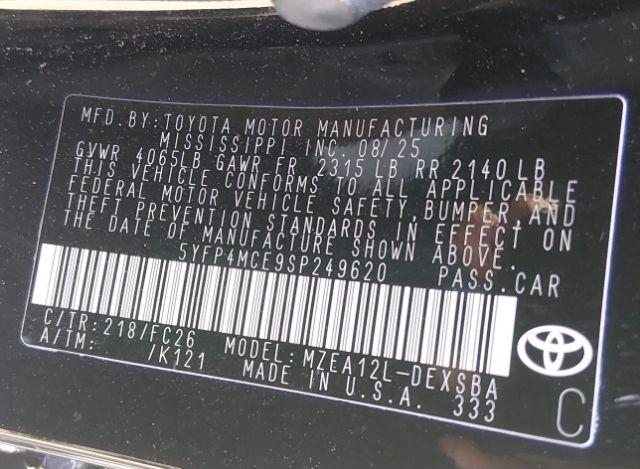 MFD. BY: TOYOTA MOTOR MANUFACTURING
MISSISSIPPI INC. 08/25
GVWR 4065LB GAWR FR 2315 LB RR 2140 LB
THIS VEHICLE CONFORMS TO ALL APPLICABLE
FEDERAL MOTOR VEHICLE SAFETY, BUMPER AND
THEFT PREVENTION STANDARDS IN EFFECT ON
THE DATE OF MANUFACTURE SHOWN ABOVE.
5YFP4MCE9SP249620 PASS.CAR
C/TR: 218/FC26 MODEL: MZEA12L-DEXSBA
A/TM: /K121 MADE IN U.S.A. 333
C